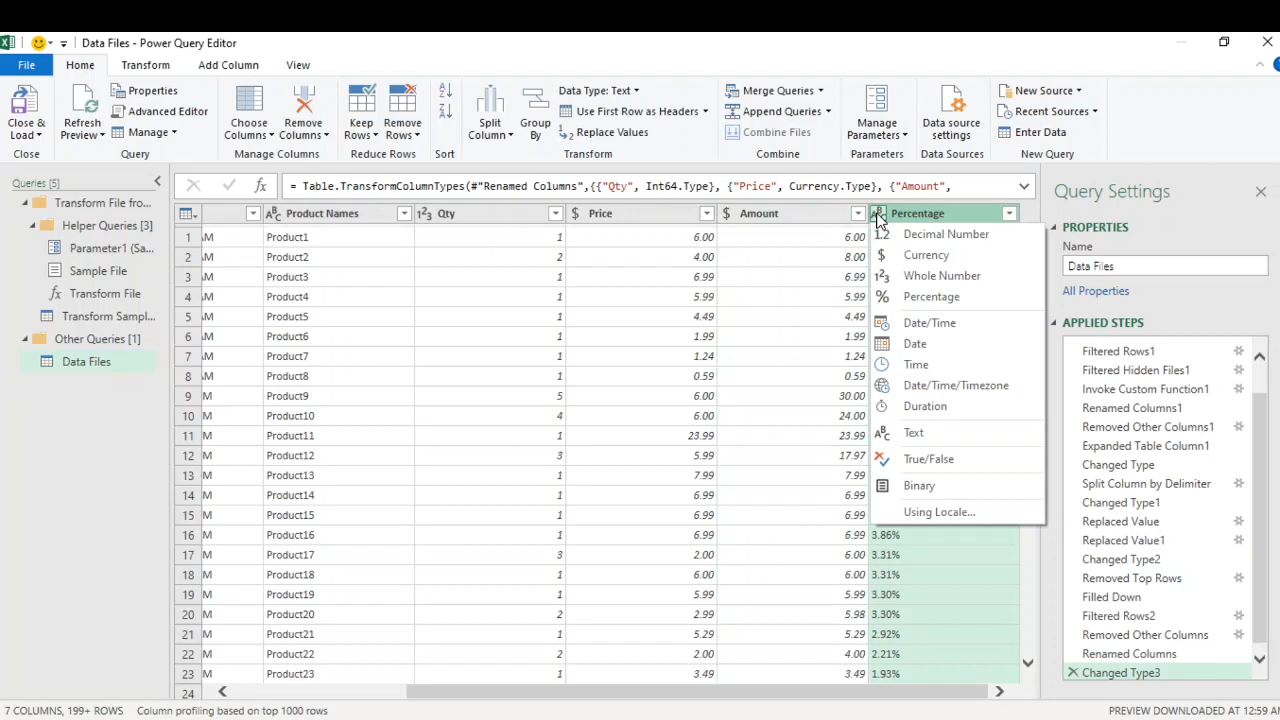 Data Files - Power Query Editor
File Home Transform Add Column View
Close & Load
Close
Refresh Preview
Properties
Advanced Editor
Manage
Query
Choose Columns
Remove Columns
Manage Columns
Keep Rows
Remove Rows
Reduce Rows
Sort
Split Column
Group By
Data Type: Text
Use First Row as Headers
Replace Values
Transform
Merge Queries
Append Queries
Combine Files
Combine
Manage Parameters
Parameters
Data source settings
Data Sources
New Source
Recent Sources
Enter Data
New Query
Queries [5]
Transform File fro...
Helper Queries [3]
Parameter1 (Sa...
Sample File
fx Transform File
Transform Sampl...
Other Queries [1]
Data Files
fx = Table.TransformColumnTypes(#"Renamed Columns",{{"Qty", Int64.Type}, {"Price", Currency.Type}, {"Amount",
Product Names 123 Qty $ Price $ Amount Percentage
1 Product1 1 6.00 6.00
2 Product2 2 4.00 8.00
3 Product3 1 6.99 6.99
4 Product4 1 5.99 5.99
5 Product5 1 4.49 4.49
6 Product6 1 1.99 1.99
7 Product7 1 1.24 1.24
8 Product8 1 0.59 0.59
9 M Product9 5 6.00 30.00
10 M Product10 4 6.00 24.00
11 M Product11 1 23.99 23.99
12 M Product12 3 5.99 17.97
13 M Product13 1 7.99 7.99
14 M Product14 1 6.99 6.99
15 M Product15 1 6.99 6.99
16 M Product16 1 6.99 6.99 3.86%
17 M Product17 3 2.00 6.00 3.31%
18 M Product18 1 6.00 6.00 3.31%
19 M Product19 1 5.99 5.99 3.30%
20 M Product20 2 2.99 5.98 3.30%
21 M Product21 1 5.29 5.29 2.92%
22 M Product22 2 2.00 4.00 2.21%
23 M Product23 1 3.49 3.49 1.93%
24
1.2 Decimal Number
$ Currency
123 Whole Number
% Percentage
Date/Time
Date
Time
Date/Time/Timezone
Duration
ABC Text
True/False
Binary
Using Locale...
Query Settings
PROPERTIES
Name
Data Files
All Properties
APPLIED STEPS
Filtered Rows1
Filtered Hidden Files1
Invoke Custom Function1
Renamed Columns1
Removed Other Columns1
Expanded Table Column1
Changed Type
Split Column by Delimiter
Changed Type1
Replaced Value
Replaced Value1
Changed Type2
Removed Top Rows
Filled Down
Filtered Rows2
Removed Other Columns
Renamed Columns
Changed Type3
7 COLUMNS, 199+ ROWS Column profiling based on top 1000 rows
PREVIEW DOWNLOADED AT 12:59